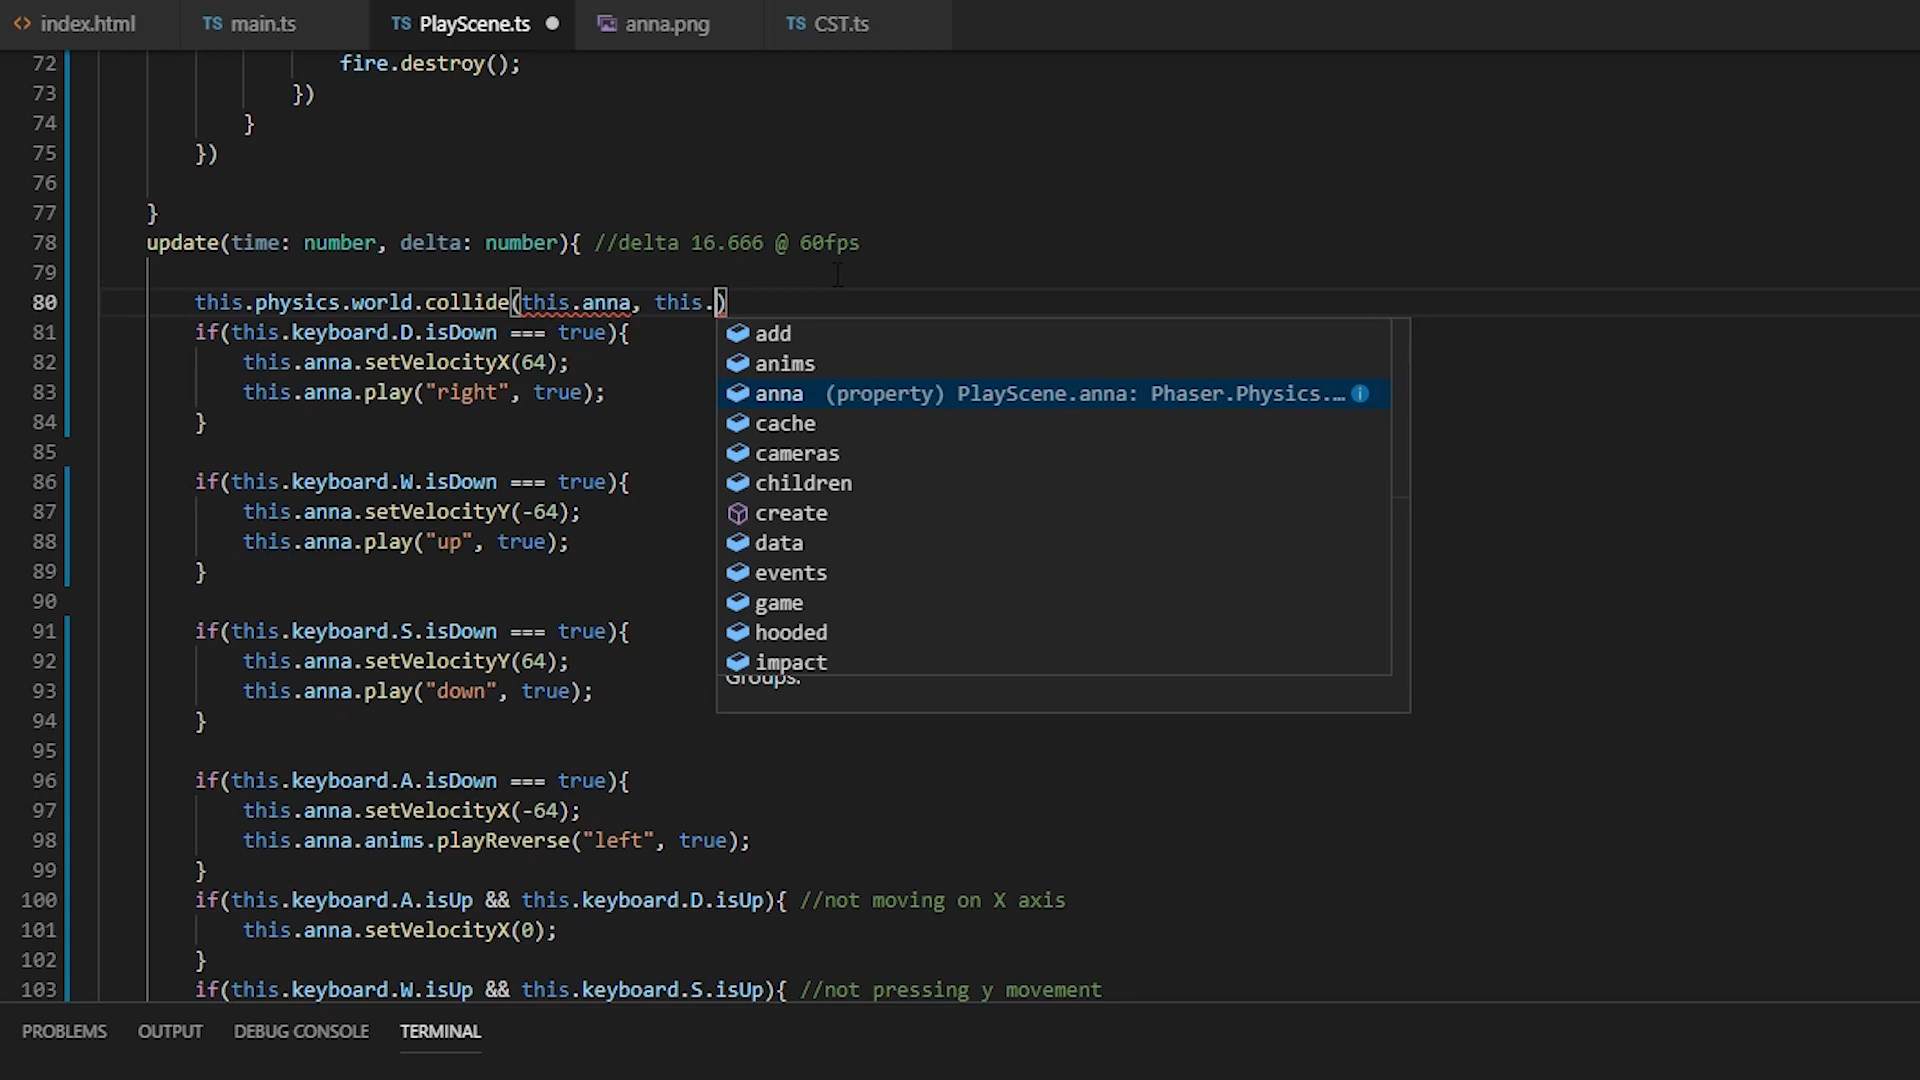 index.html TS main.ts TS PlayScene.ts anna.png TS CST.ts
72 fire.destroy();
73 })
74 }
75 })
76
77 }
78 update(time: number, delta: number){ //delta 16.666 @ 60fps
79
80 this.physics.world.collide(this.anna, this.)
81 if(this.keyboard.D.isDown === true){
add
82 this.anna.setVelocityX(64);
anims
83 this.anna.play("right", true);
anna (property) PlayScene.anna: Phaser.Physics.…
84 }
cache
85
cameras
86 if(this.keyboard.W.isDown === true){
children
87 this.anna.setVelocityY(-64);
create
88 this.anna.play("up", true);
data
89 }
events
90
game
91 if(this.keyboard.S.isDown === true){
hooded
92 this.anna.setVelocityY(64);
impact
Groups.
93 this.anna.play("down", true);
94 }
95
96 if(this.keyboard.A.isDown === true){
97 this.anna.setVelocityX(-64);
98 this.anna.anims.playReverse("left", true);
99 }
100 if(this.keyboard.A.isUp && this.keyboard.D.isUp){ //not moving on X axis
101 this.anna.setVelocityX(0);
102 }
103 if(this.keyboard.W.isUp && this.keyboard.S.isUp){ //not pressing y movement
PROBLEMS OUTPUT DEBUG CONSOLE TERMINAL